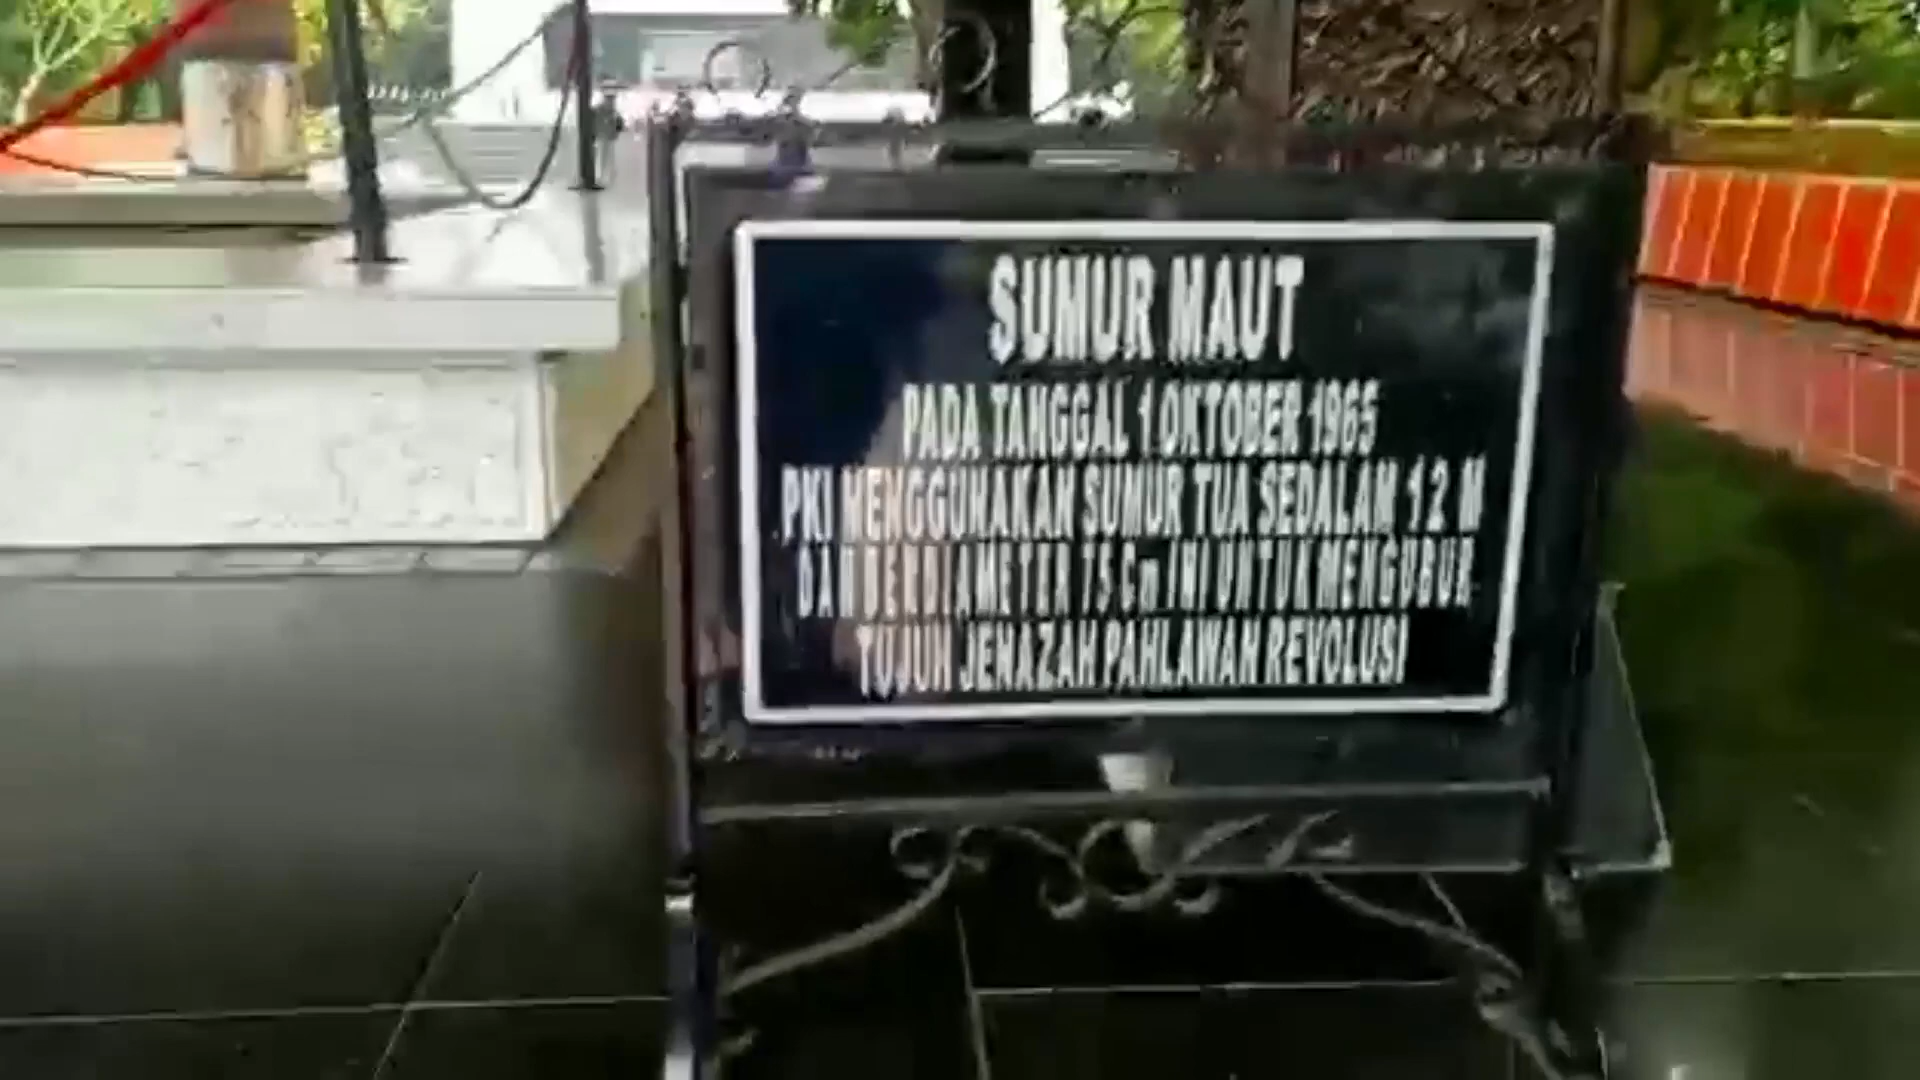 SUMUR MAUT
PADA TANGGAL 1 OKTOBER 1965
PKI MENGGUNAKAN SUMUR TUA SEDALAM 12 M
DAN BERDIAMETER 75 Cm INI UNTUK MENGUBUR
TUJUH JENAZAH PAHLAWAN REVOLUSI